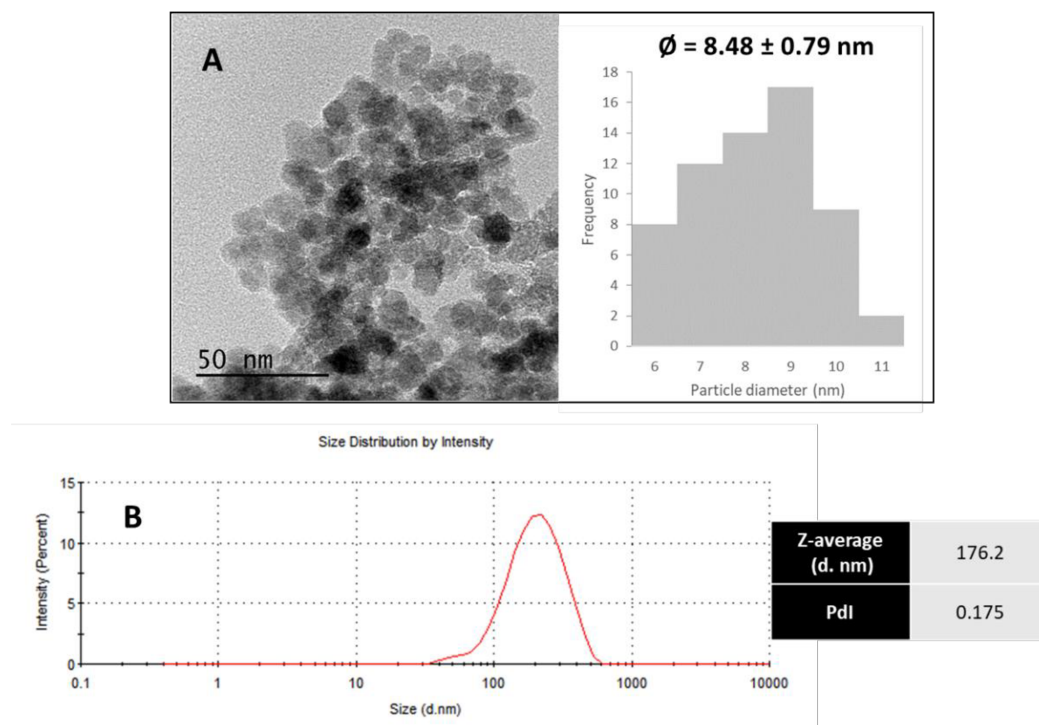 A
50 nm
Ø = 8.48 ± 0.79 nm
18
16
14
12
10
8
6
4
2
0
Frequency
6 7 8 9 10 11
Particle diameter (nm)
Size Distribution by Intensity
B
15
10
5
0
Intensity (Percent)
0.1 1 10 100 1000 10000
Size (d.nm)
Z-average
(d. nm)
176.2
PdI
0.175